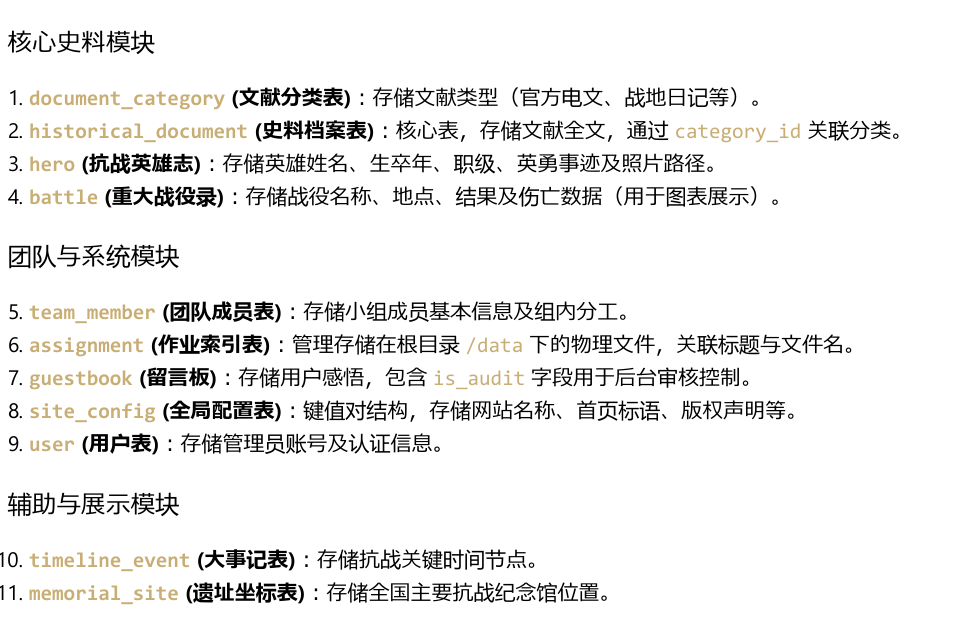 核心史料模块
1. document_category (文献分类表)：存储文献类型（官方电文、战地日记等）。
2. historical_document (史料档案表)：核心表，存储文献全文，通过 category_id 关联分类。
3. hero (抗战英雄志)：存储英雄姓名、生卒年、职级、英勇事迹及照片路径。
4. battle (重大战役录)：存储战役名称、地点、结果及伤亡数据（用于图表展示）。
团队与系统模块
5. team_member (团队成员表)：存储小组成员基本信息及组内分工。
6. assignment (作业索引表)：管理存储在根目录 /data 下的物理文件，关联标题与文件名。
7. guestbook (留言板)：存储用户感悟，包含 is_audit 字段用于后台审核控制。
8. site_config (全局配置表)：键值对结构，存储网站名称、首页标语、版权声明等。
9. user (用户表)：存储管理员账号及认证信息。
辅助与展示模块
10. timeline_event (大事记表)：存储抗战关键时间节点。
11. memorial_site (遗址坐标表)：存储全国主要抗战纪念馆位置。